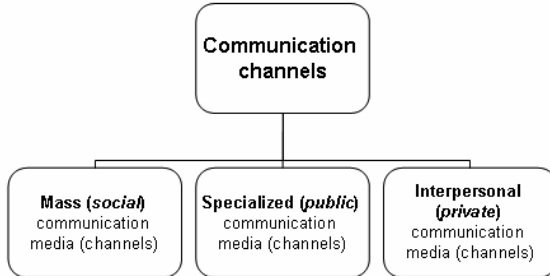 Communication
channels
Mass (social)
communication
media (channels)
Specialized (public)
communication
media (channels)
Interpersonal
(private)
communication
media (channels)